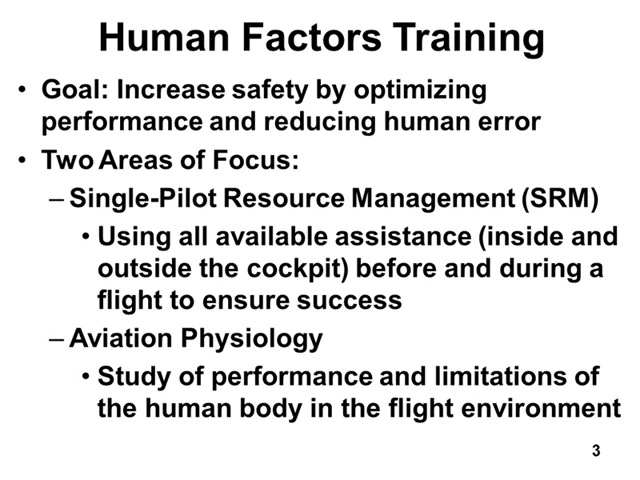 Human Factors Training
• Goal: Increase safety by optimizing
performance and reducing human error
• Two Areas of Focus:
– Single-Pilot Resource Management (SRM)
• Using all available assistance (inside and
outside the cockpit) before and during a
flight to ensure success
– Aviation Physiology
• Study of performance and limitations of
the human body in the flight environment
3